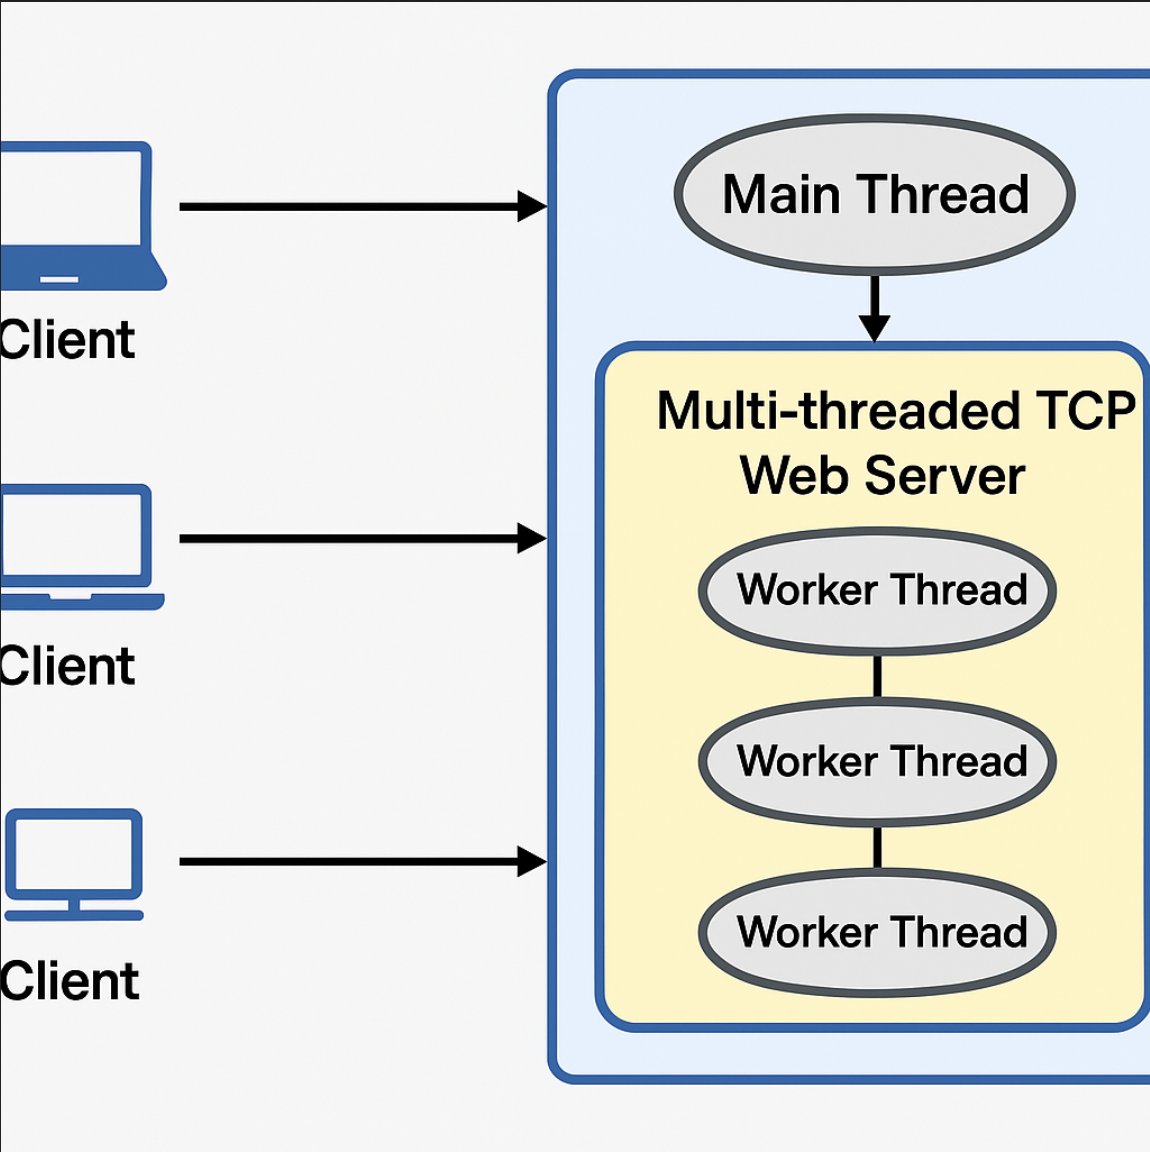 Client
Client
Client
Main Thread
Multi-threaded TCP
Web Server
Worker Thread
Worker Thread
Worker Thread